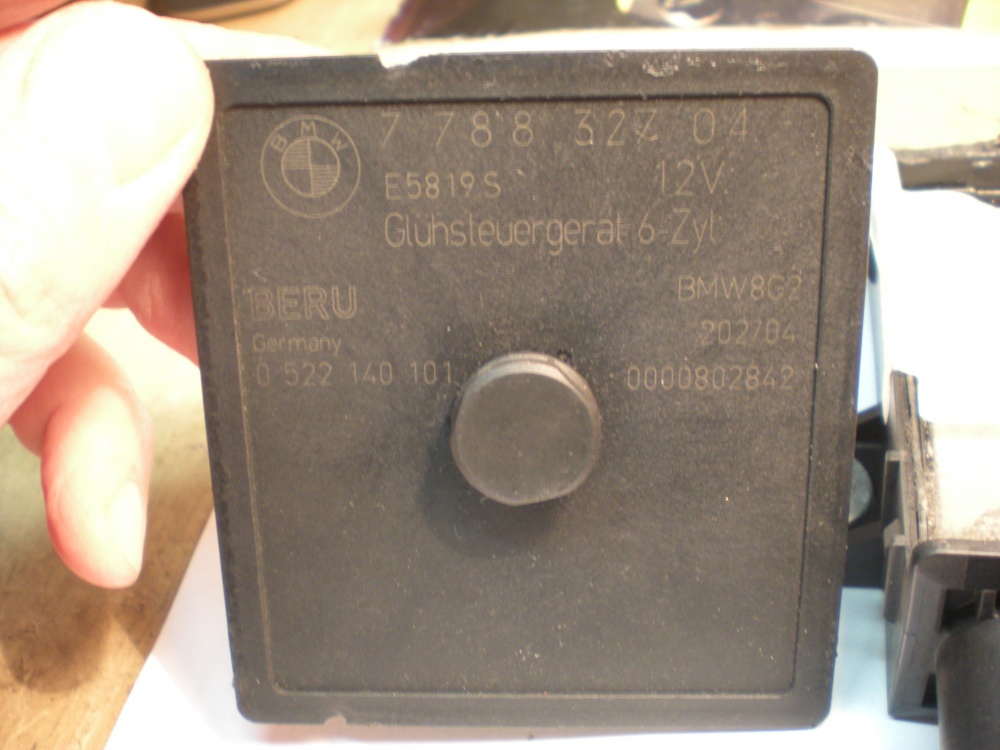 BMW
7 788 327 04
E5819.S 12V
Glühsteuergerät 6-Zyl
BERU BMW8G2
Germany 202/04
0 522 140 101 0000802842